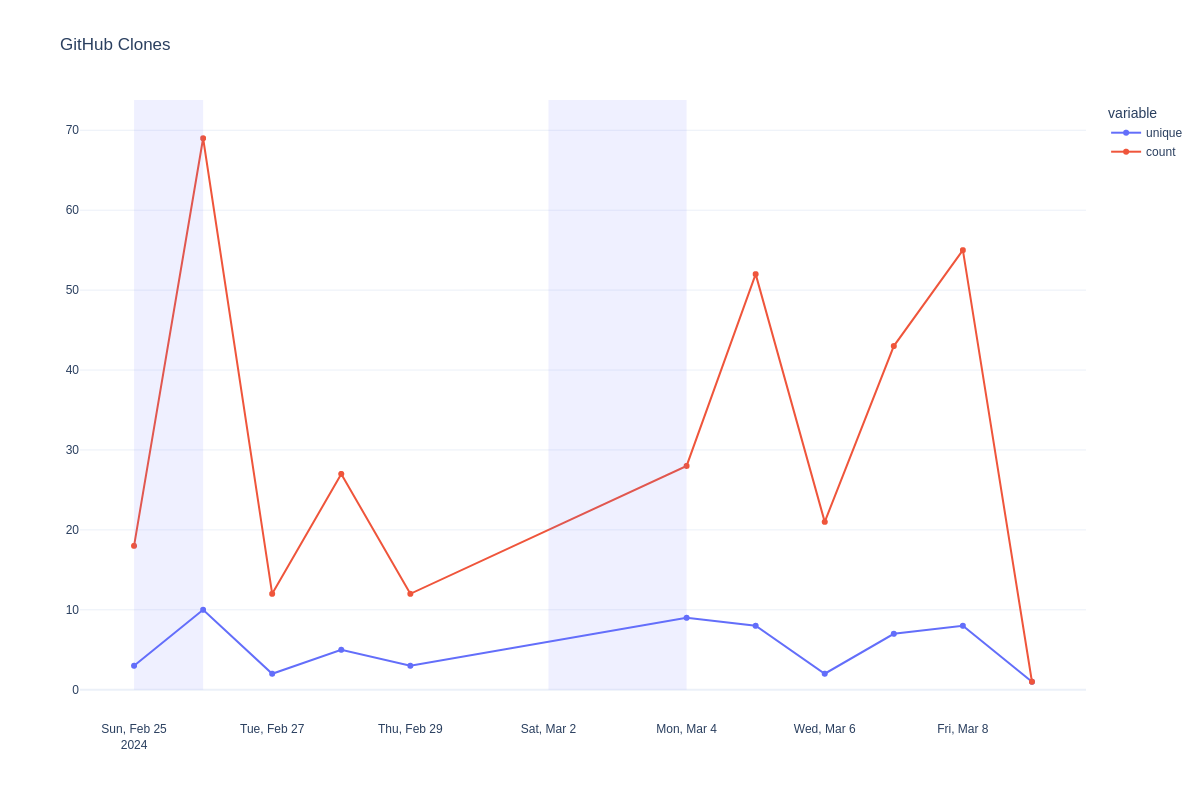 GitHub Clones
variable
unique
count
70
60
50
40
30
20
10
0
Sun, Feb 25
2024
Tue, Feb 27
Thu, Feb 29
Sat, Mar 2
Mon, Mar 4
Wed, Mar 6
Fri, Mar 8